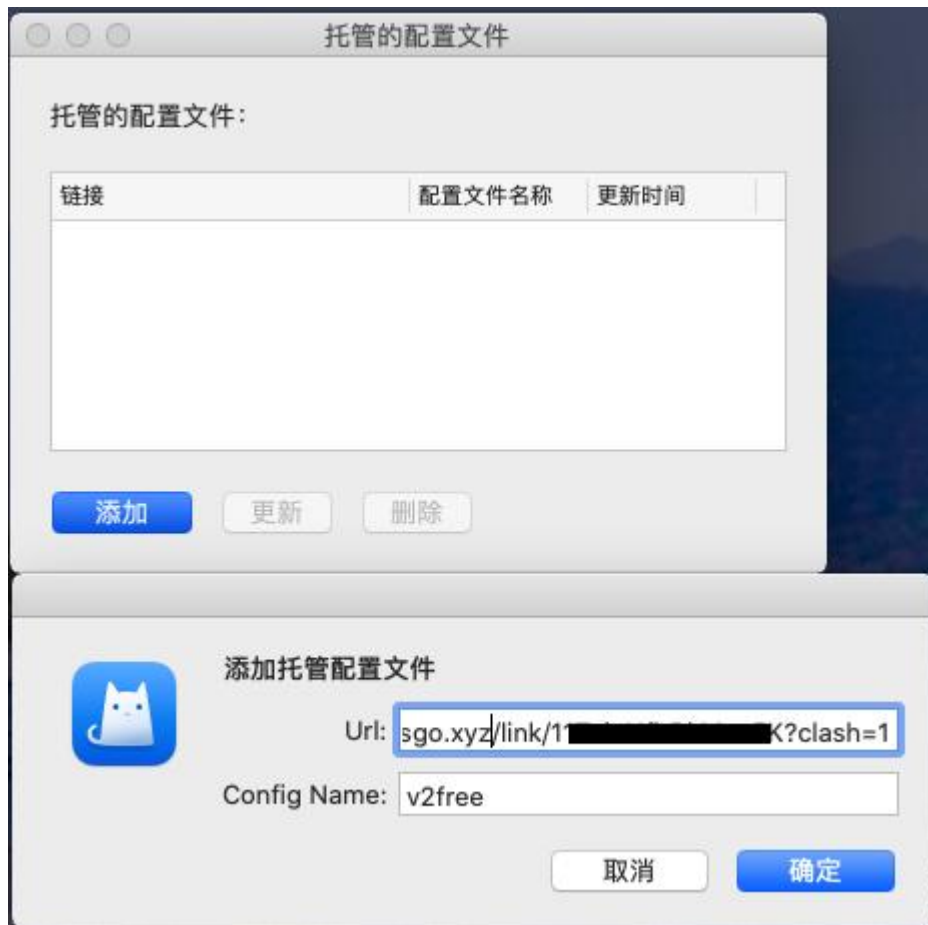 托管的配置文件
托管的配置文件:
链接 配置文件名称 更新时间
添加 更新 删除
添加托管配置文件
Url: sgo.xyz/link/11 K?clash=1
Config Name: v2free
取消 确定